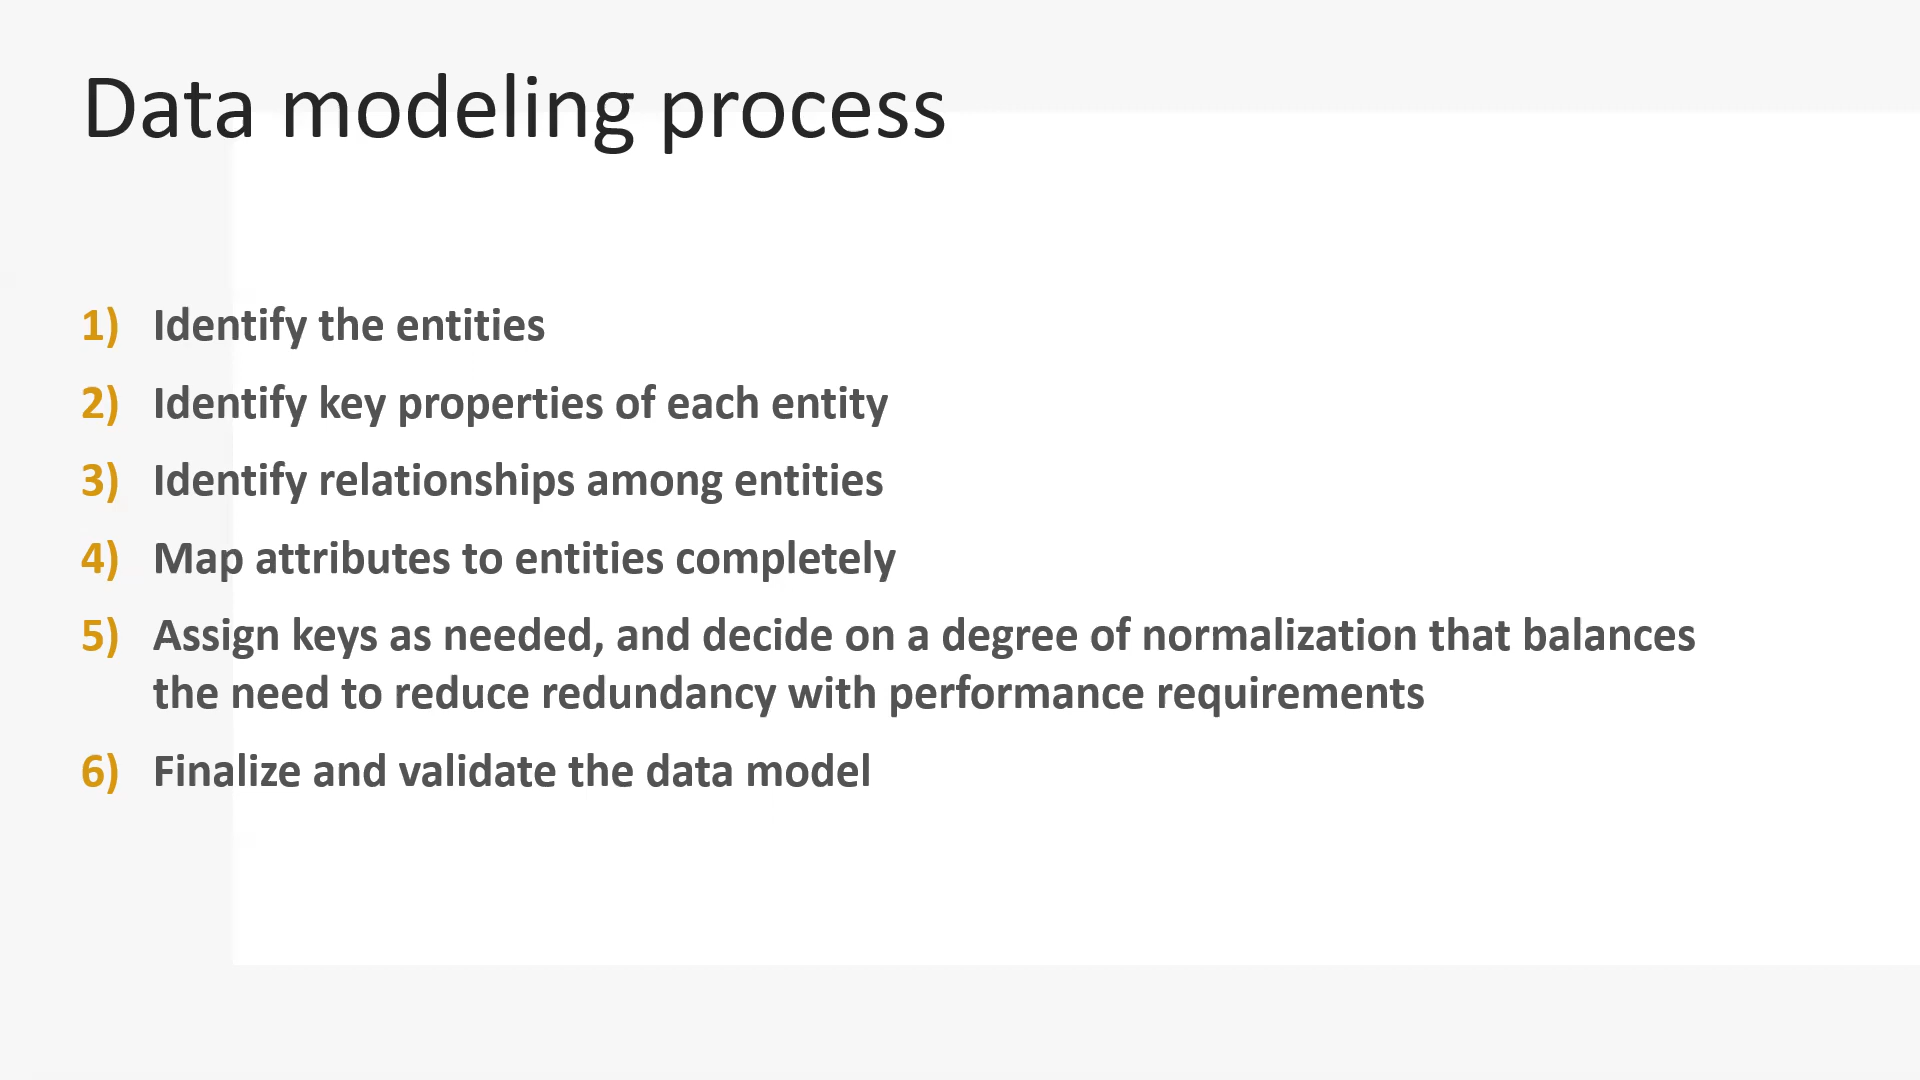 Data modeling process
1) Identify the entities
2) Identify key properties of each entity
3) Identify relationships among entities
4) Map attributes to entities completely
5) Assign keys as needed, and decide on a degree of normalization that balances
the need to reduce redundancy with performance requirements
6) Finalize and validate the data model